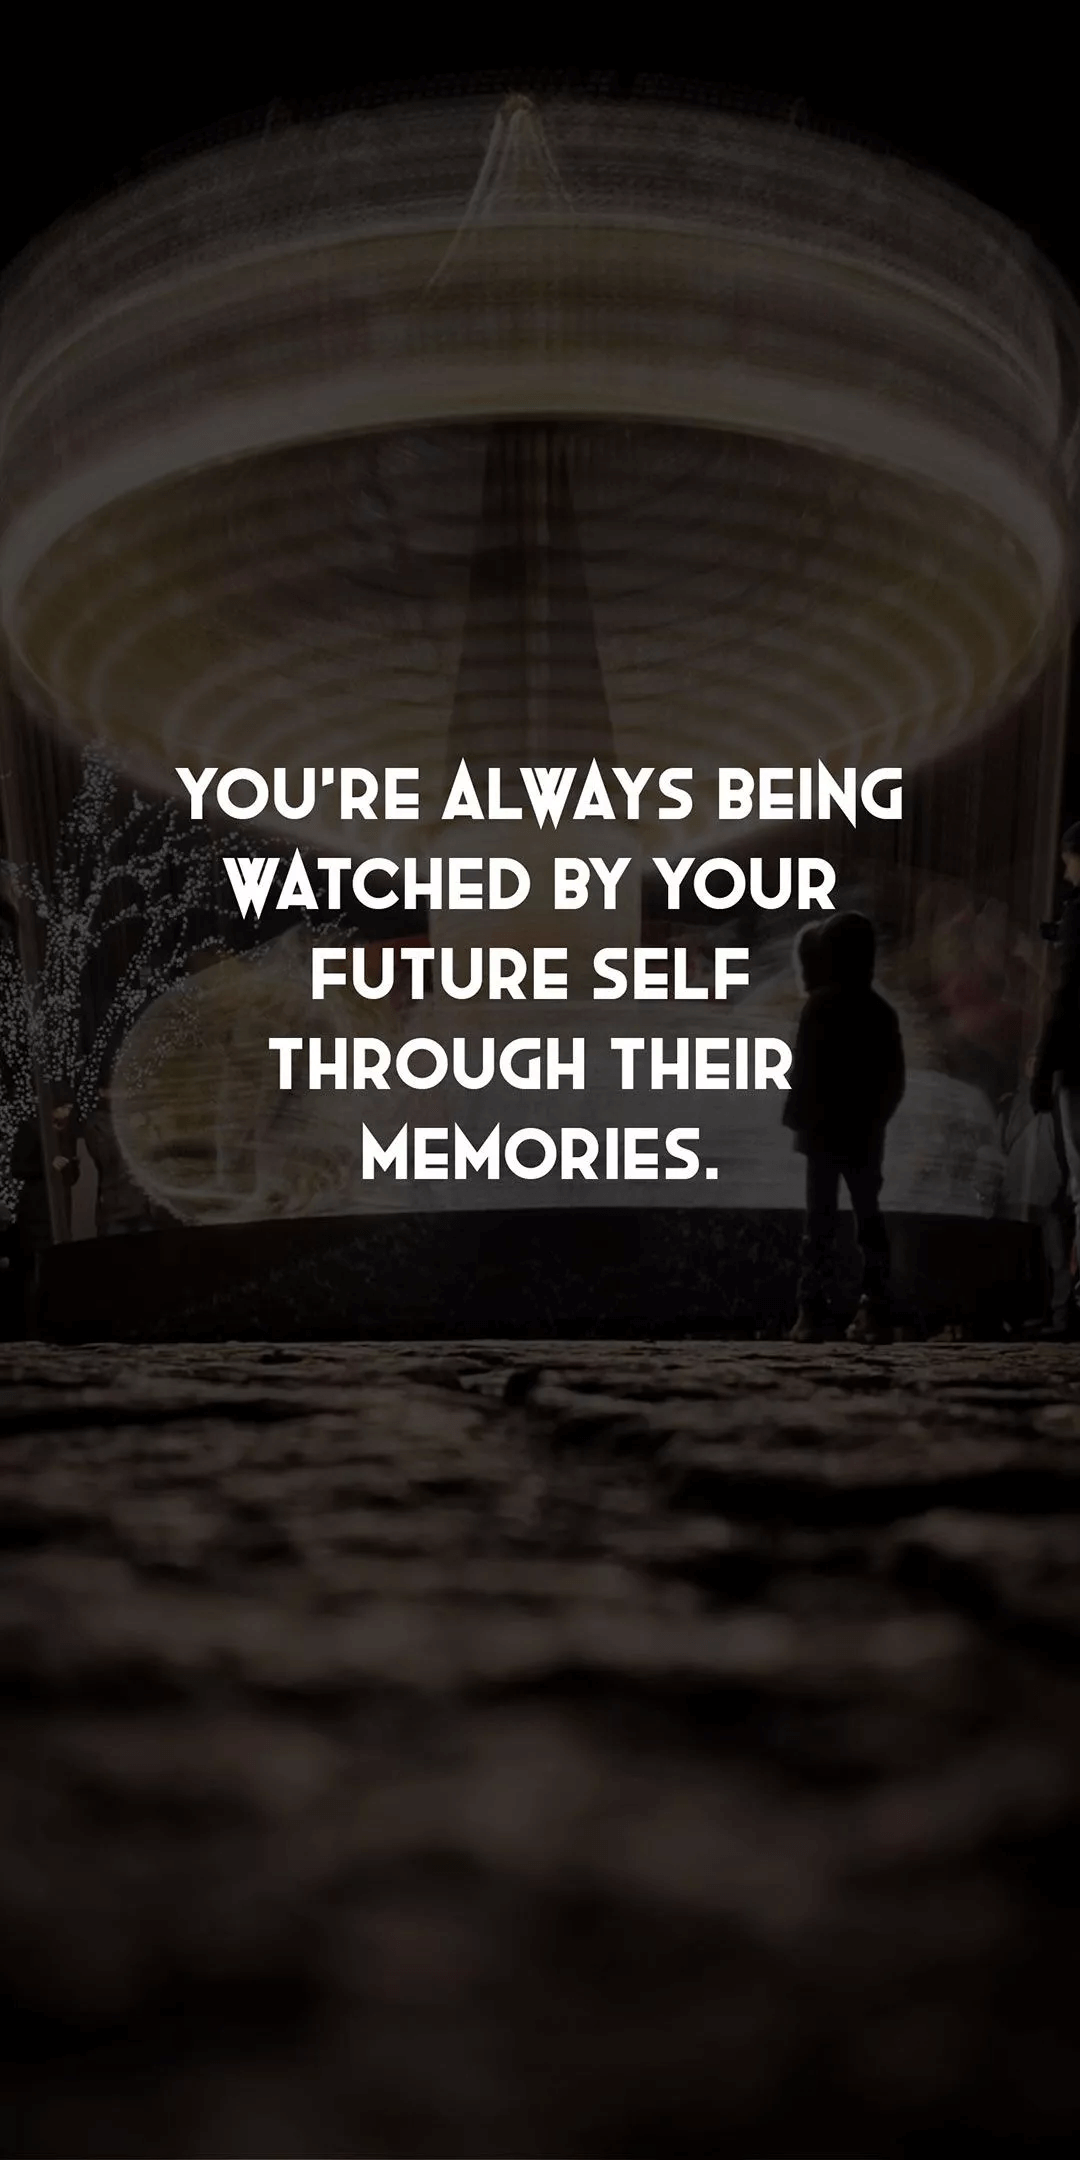 YOU'RE ALWAYS BEING
WATCHED BY YOUR
FUTURE SELF
THROUGH THEIR
MEMORIES.